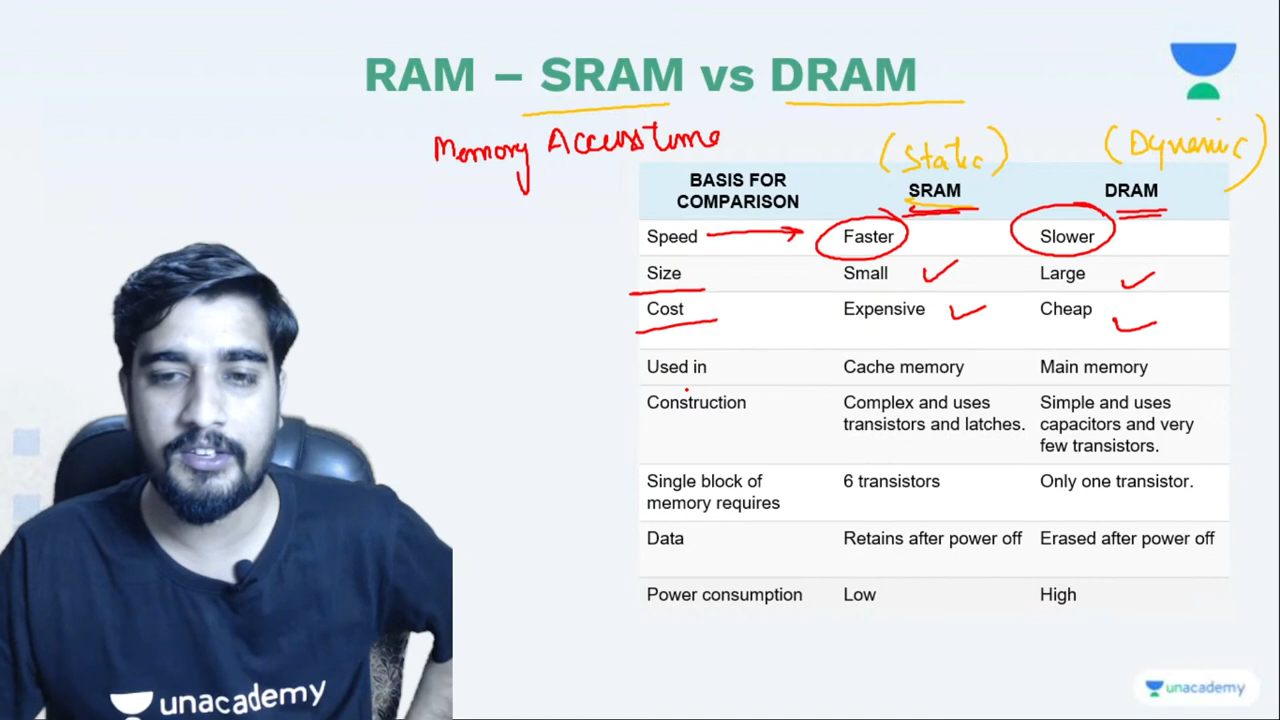 RAM – SRAM vs DRAM
Memory Access time
(Static)
(Dynamic)
BASIS FOR COMPARISON SRAM DRAM
Speed Faster Slower
Size Small Large
Cost Expensive Cheap
Used in Cache memory Main memory
Construction Complex and uses Simple and uses
transistors and latches. capacitors and very
few transistors.
Single block of 6 transistors Only one transistor.
memory requires
Data Retains after power off Erased after power off
Power consumption Low High
unacademy
unacademy